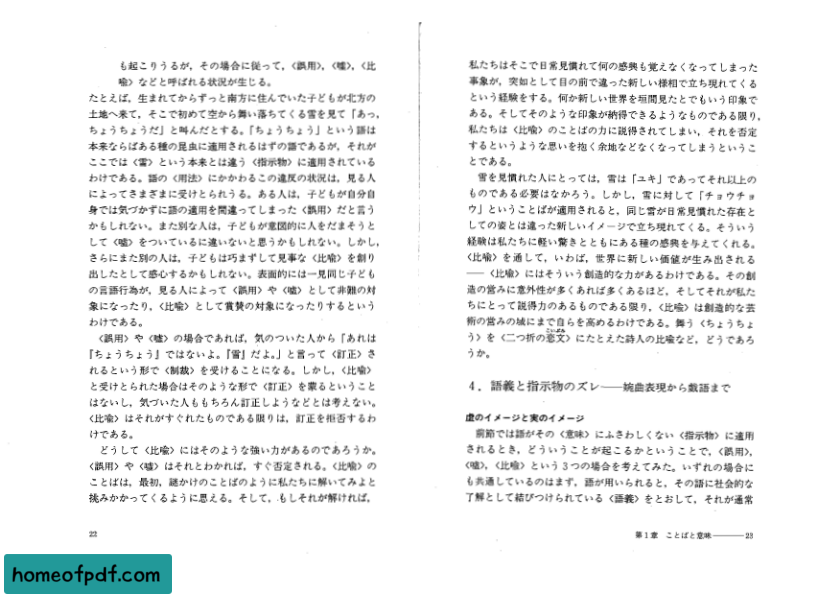 も起こりうるが，その場合に従って，〈誤用〉，〈嘘〉，〈比
喩〉などと呼ばれる状況が生じる。
たとえば，生まれてからずっと南方に住んでいた子どもが北方の
土地へ来て，そこで初めて空から舞い落ちてくる雪を見て「あっ，
ちょうちょうだ」と叫んだとする。『ちょうちょう』という語は
本来ならばある種の昆虫に適用されるはずの語であるが，それが
ここでは〈雪〉という本来とは違う〈指示物〉に適用されている
わけである。語の〈用法〉にかかわるこの違反の状況は，見る人
によってさまざまに受けとられうる。ある人は，子どもが自分自
身では気づかずに語の適用を間違ってしまった〈誤用〉だと言う
かもしれない。また別な人は，子どもが意図的に人をだまそうと
して〈嘘〉をついているに違いないと思うかもしれない。しかし，
さらにまた別の人は，子どもは巧まずして見事な〈比喩〉を創り
出したとして感心するかもしれない。表面的には一見同じ子ども
の言語行為が，見る人によって〈誤用〉や〈嘘〉として非難の対
象になったり，〈比喩〉として賞賛の対象になったりするという
わけである。
〈誤用〉や〈嘘〉の場合であれば，気のついた人から「あれは
『ちょうちょう』ではないよ。『雪』だよ。」と言って〈訂正〉さ
れるという形で〈制裁〉を受けることになる。しかし，〈比喩〉
と受けとられた場合はそのような形で〈訂正〉を蒙るということ
はないし，気づいた人ももちろん訂正しようなどとは考えない。
〈比喩〉はそれがすぐれたものである限りは，訂正を拒否するわ
けである。
どうして〈比喩〉にはそのような強い力があるのであろうか。
〈誤用〉や〈嘘〉はそれとわかれば，すぐ否定される。〈比喩〉の
ことばは，最初，謎かけのことばのように私たちに解いてみよと
挑みかかってくるように思える。そして，もしそれが解ければ，
22
私たちはそこで日常見慣れて何の感興も覚えなくなってしまった
事象が，突如として目の前で違った新しい様相で立ち現れてくる
という経験をする。何か新しい世界を垣間見たとでもいう印象で
ある。そしてそのような印象が納得できるようなものである限り，
私たちは〈比喩〉のことばの力に説得されてしまい，それを否定
するというような思いを抱く余地などなくなってしまうというこ
とである。
雪を見慣れた人にとっては，雪は『ユキ』であってそれ以上の
ものである必要はなかろう。しかし，雪に対して『チョウチョ
ウ』ということばが適用されると，同じ雪が日常見慣れた存在と
しての姿とは違った新しいイメージで立ち現れてくる。そういう
経験は私たちに軽い驚きとともにある種の感興を与えてくれる。
〈比喩〉を通して，いわば，世界に新しい価値が生み出される
――〈比喩〉にはそういう創造的な力があるわけである。その創
造の営みに意外性が多くあれば多くあるほど，そしてそれが私た
ちにとって説得力のあるものである限り，〈比喩〉は創造的な芸
術の営みの域にまで自らを高めるわけである。舞う〈ちょうちょ
う〉を〈二つ折の恋文〉にたとえた詩人の比喩など，どうであろ
うか。
4．語義と指示物のズレ――婉曲表現から戯語まで
虚のイメージと実のイメージ
前節では語がその〈意味〉にふさわしくない〈指示物〉に適用
されるとき，どういうことが起こるかということで，〈誤用〉，
〈嘘〉，〈比喩〉という3つの場合を考えてみた。いずれの場合に
も共通しているのはまず，語が用いられると，その語に社会的な
了解として結びつけられている〈語義〉をとおして，それが通常
第1章 ことばと意味――23
homeofpdf.com